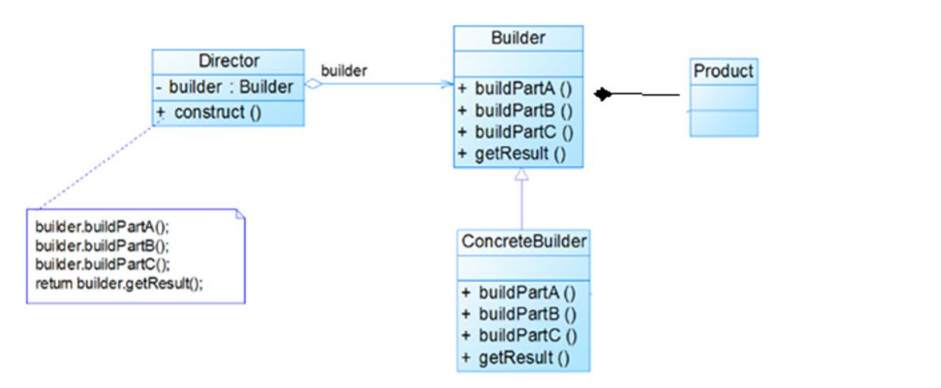 Director
- builder : Builder
+ construct ()
builder
Builder
+ buildPartA ()
+ buildPartB ()
+ buildPartC ()
+ getResult ()
Product
builder.buildPartA();
builder.buildPartB();
builder.buildPartC();
return builder.getResult();
ConcreteBuilder
+ buildPartA ()
+ buildPartB ()
+ buildPartC ()
+ getResult ()